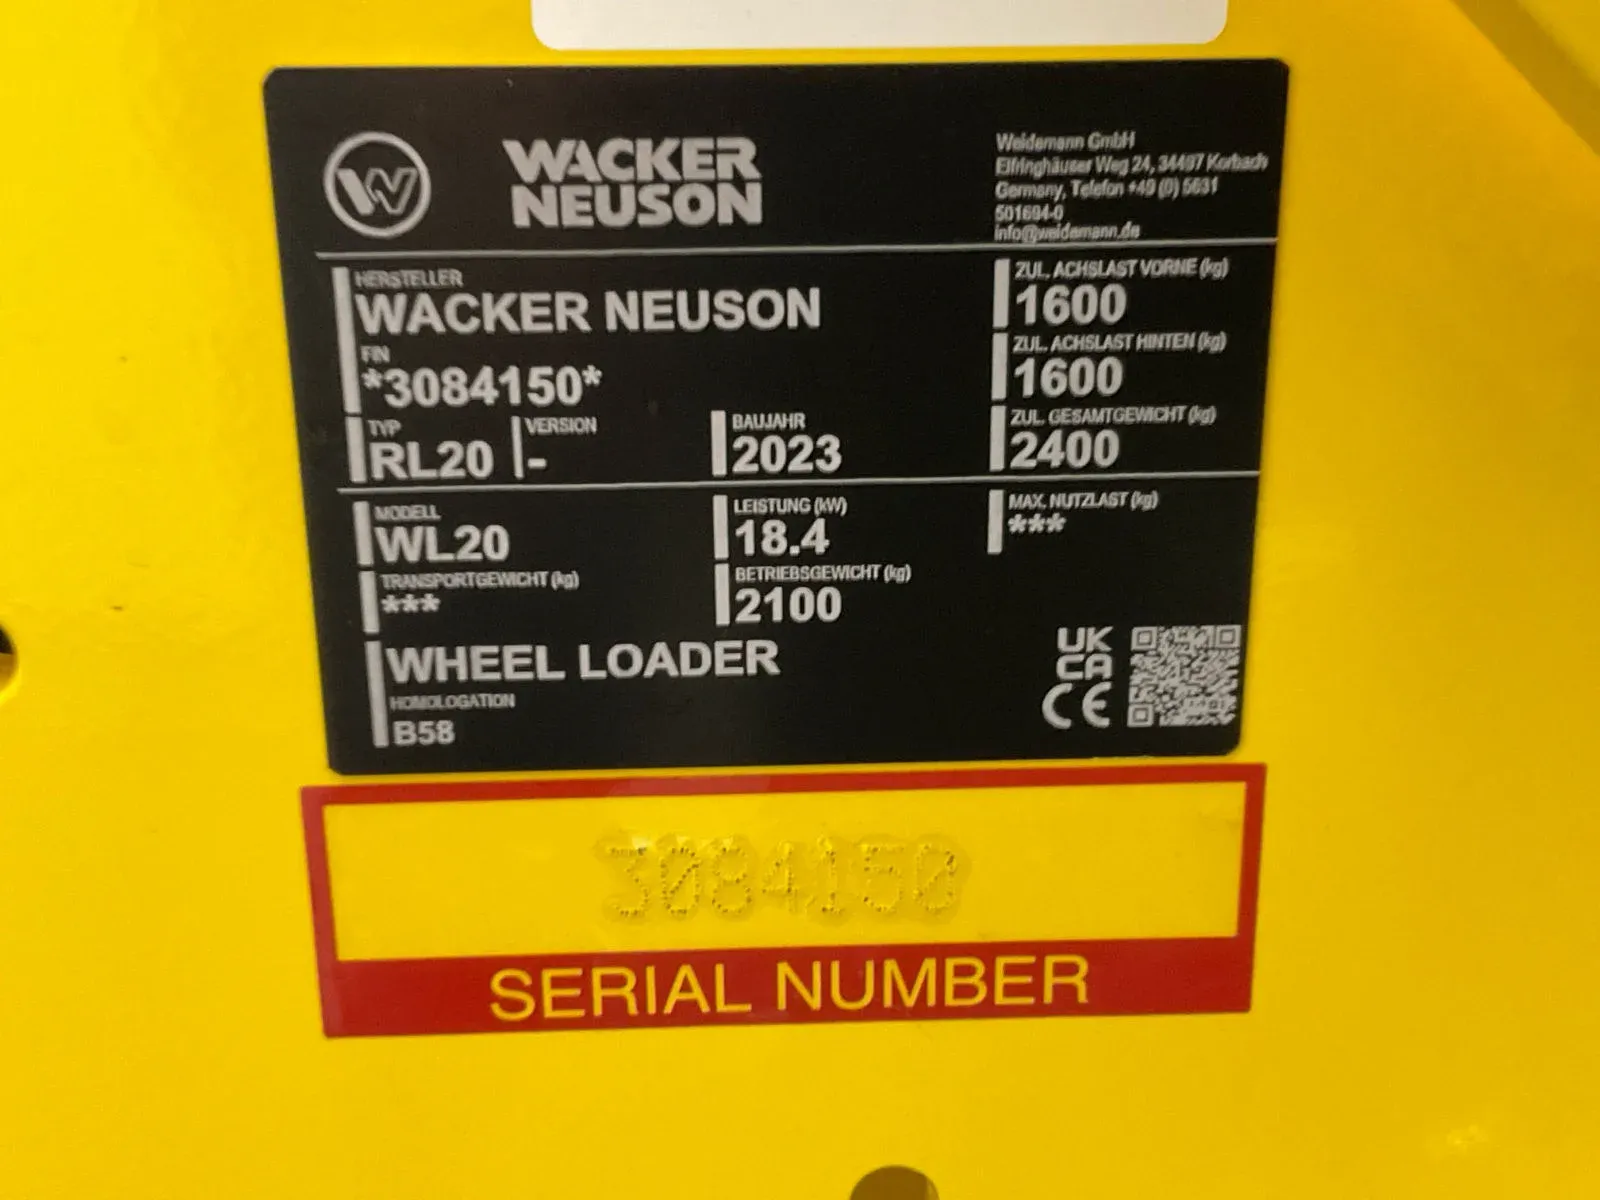 WACKER
NEUSON
Weidemann GmbH
Elfringhäuser Weg 24, 34497 Korbach
Germany, Telefon +49 (0) 5631
501694-0
info@weidemann.de
HERSTELLER
WACKER NEUSON
FIN
*3084150*
TYP
RL20
VERSION
-
BAUJAHR
2023
ZUL. ACHSLAST VORNE (kg)
1600
ZUL. ACHSLAST HINTEN (kg)
1600
ZUL. GESAMTGEWICHT (kg)
2400
MODELL
WL20
LEISTUNG (kW)
18.4
MAX. NUTZLAST (kg)
***
TRANSPORTGEWICHT (kg)
***
BETRIEBSGEWICHT (kg)
2100
WHEEL LOADER
HOMOLOGATION
B58
UK
CA
CE
3084150
SERIAL NUMBER